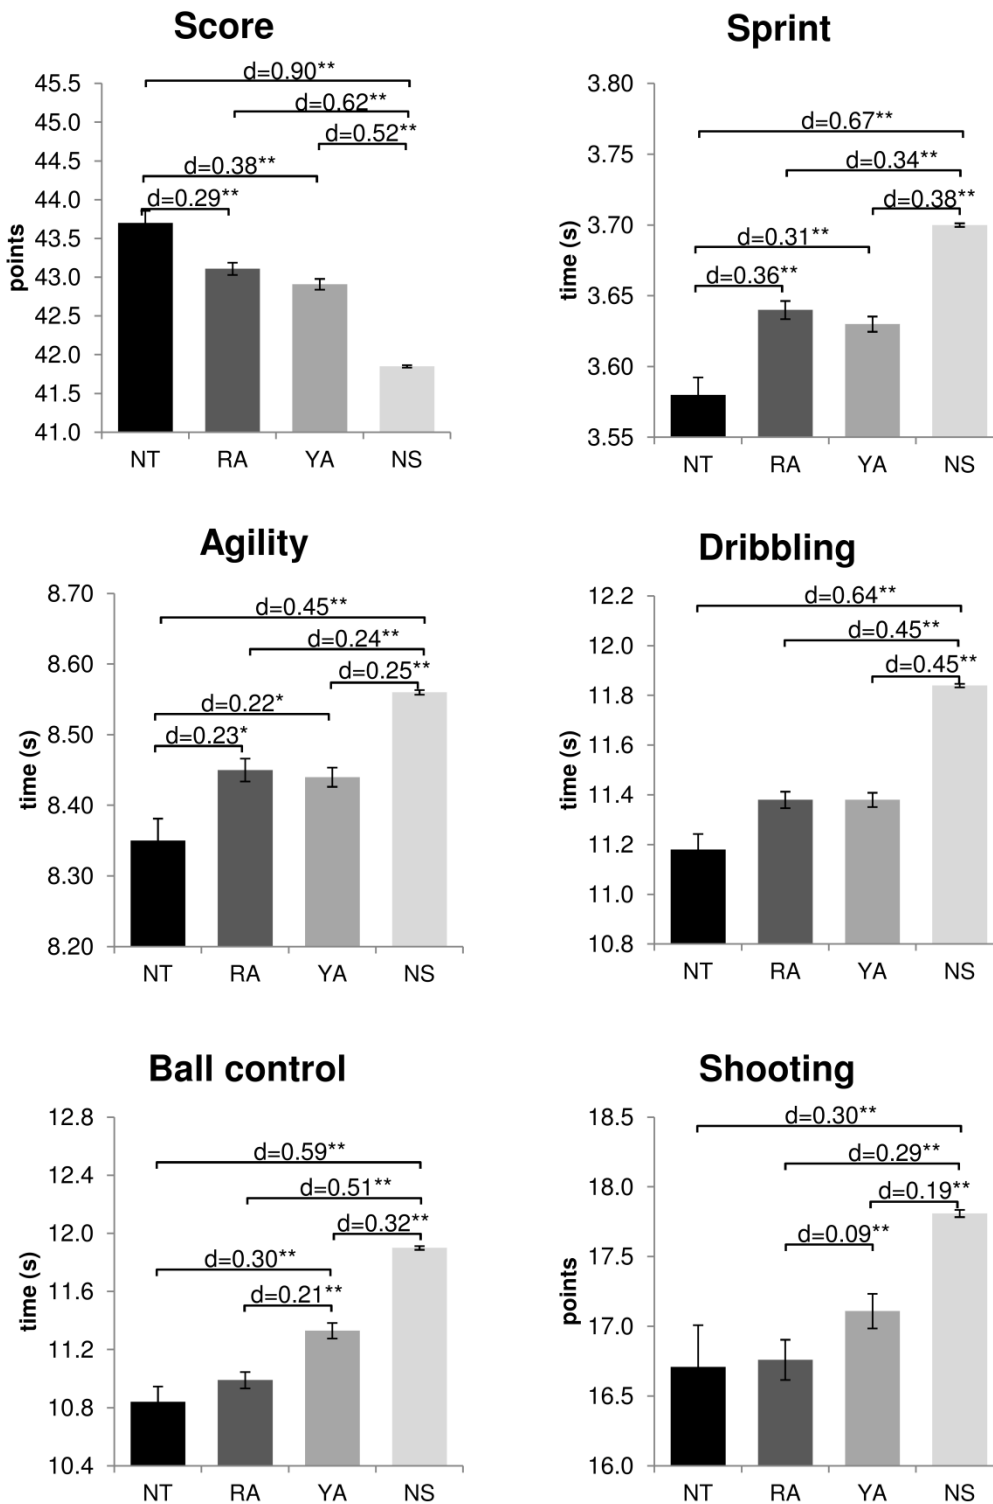 Score
d=0.90**
d=0.62**
d=0.52**
d=0.38**
d=0.29**
45.5
45.0
44.5
44.0
43.5
43.0
42.5
42.0
41.5
41.0
points
NT RA YA NS
Sprint
d=0.67**
d=0.34**
d=0.38**
d=0.31**
d=0.36**
3.80
3.75
3.70
3.65
3.60
3.55
time (s)
NT RA YA NS
Agility
d=0.45**
d=0.24**
d=0.25**
d=0.22*
d=0.23*
8.70
8.60
8.50
8.40
8.30
8.20
time (s)
NT RA YA NS
Dribbling
d=0.64**
d=0.45**
d=0.45**
12.2
12.0
11.8
11.6
11.4
11.2
11.0
10.8
time (s)
NT RA YA NS
Ball control
d=0.59**
d=0.51**
d=0.32**
d=0.30**
d=0.21**
12.8
12.4
12.0
11.6
11.2
10.8
10.4
time (s)
NT RA YA NS
Shooting
d=0.30**
d=0.29**
d=0.19**
d=0.09**
18.5
18.0
17.5
17.0
16.5
16.0
points
NT RA YA NS